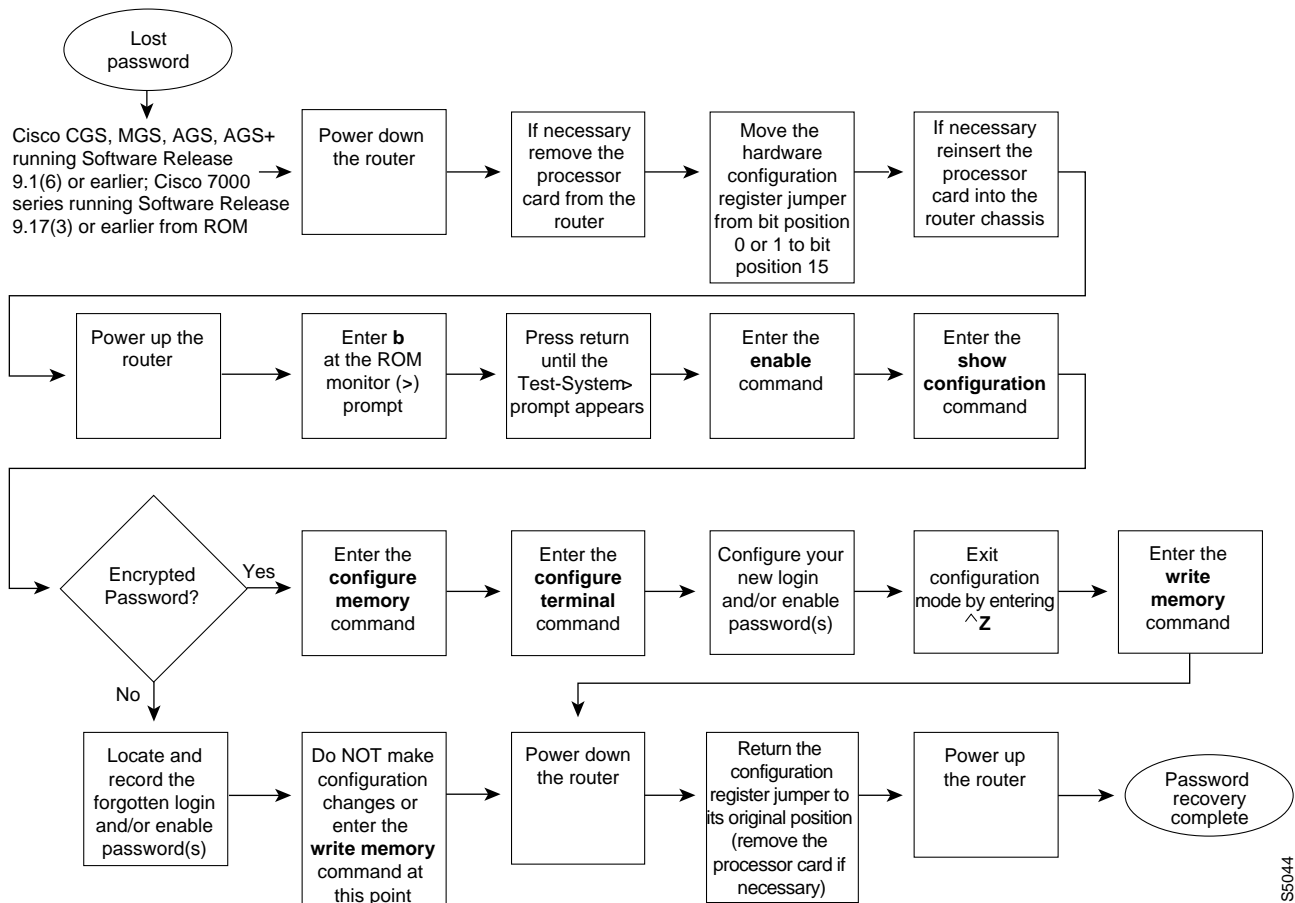 Lost
password
Cisco CGS, MGS, AGS, AGS+
running Software Release
9.1(6) or earlier; Cisco 7000
series running Software Release
9.17(3) or earlier from ROM
Power down
the router
If necessary
remove the
processor
card from the
router
Move the
hardware
configuration
register jumper
from bit position
0 or 1 to bit
position 15
If necessary
reinsert the
processor
card into the
router chassis
Power up the
router
Enter b
at the ROM
monitor (>)
prompt
Press return
until the
Test-System>
prompt appears
Enter the
enable
command
Enter the
show
configuration
command
Encrypted
Password?
Yes
Enter the
configure
memory
command
Enter the
configure
terminal
command
Configure your
new login
and/or enable
password(s)
Exit
configuration
mode by entering
^Z
Enter the
write
memory
command
No
Locate and
record the
forgotten login
and/or enable
password(s)
Do NOT make
configuration
changes or
enter the
write memory
command at
this point
Power down
the router
Return the
configuration
register jumper to
its original position
(remove the
processor card if
necessary)
Power up
the router
Password
recovery
complete
S5044